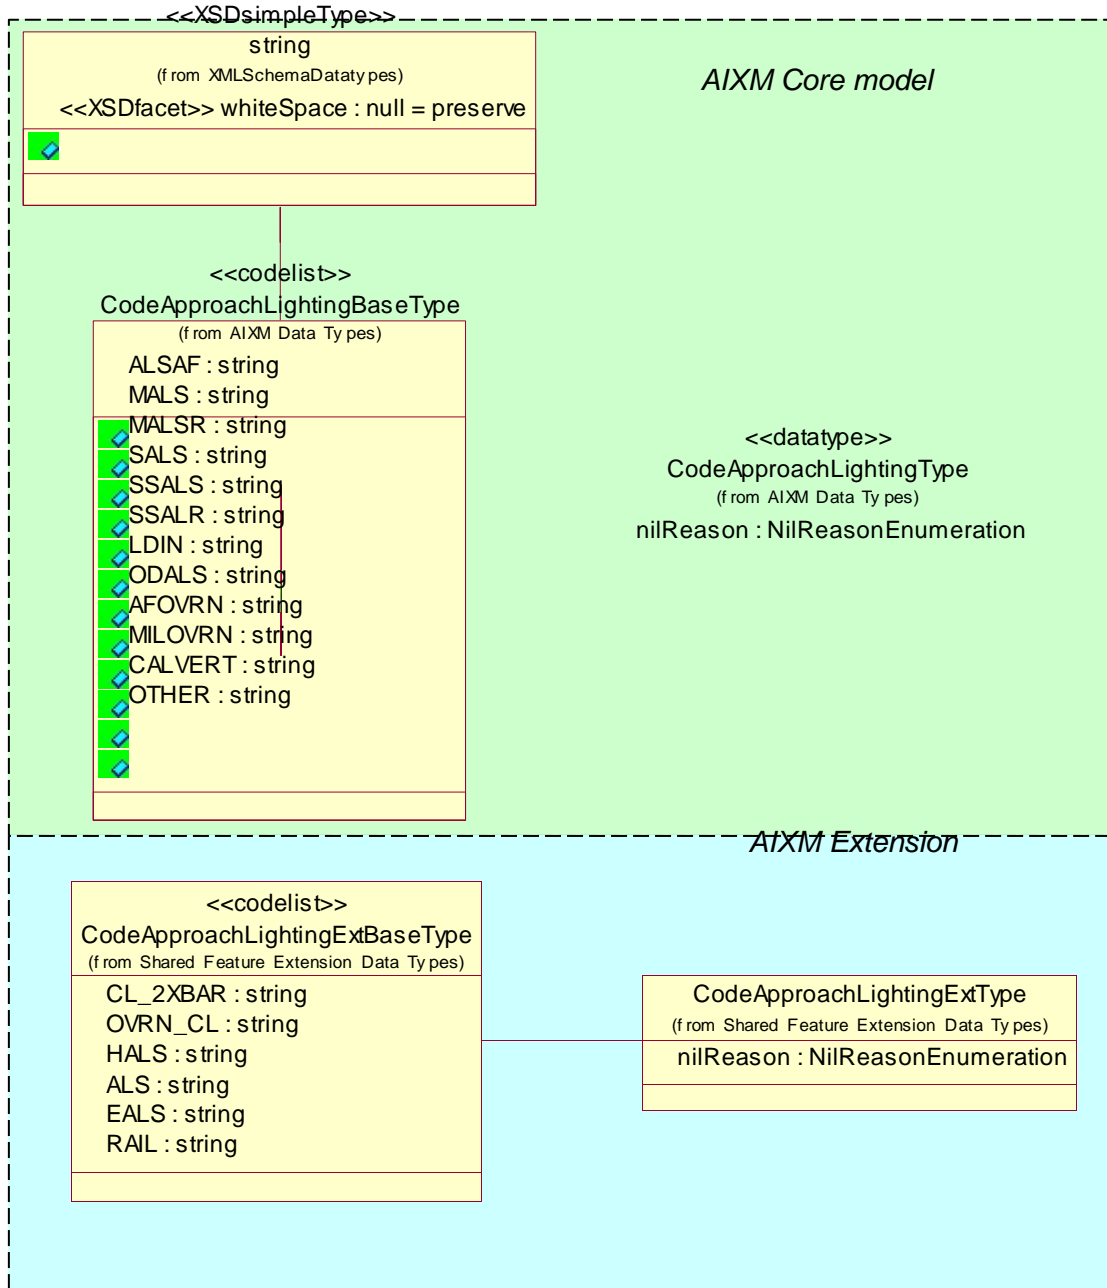 <<XSDsimpleType>>
string
(from XMLSchemaDatatypes)
<<XSDfacet>> whiteSpace : null = preserve
AIXM Core model
<<codelist>>
CodeApproachLightingBaseType
(from AIXM Data Types)
ALSAF : string
MALS : string
MALSR : string
SALS : string
SSALS : string
SSALR : string
LDIN : string
ODALS : string
AFOVRN : string
MILOVRN : string
CALVERT : string
OTHER : string
<<datatype>>
CodeApproachLightingType
(from AIXM Data Types)
nilReason : NilReasonEnumeration
AIXM Extension
<<codelist>>
CodeApproachLightingExtBaseType
(from Shared Feature Extension Data Types)
CL_2XBAR : string
OVRN_CL : string
HALS : string
ALS : string
EALS : string
RAIL : string
CodeApproachLightingExtType
(from Shared Feature Extension Data Types)
nilReason : NilReasonEnumeration